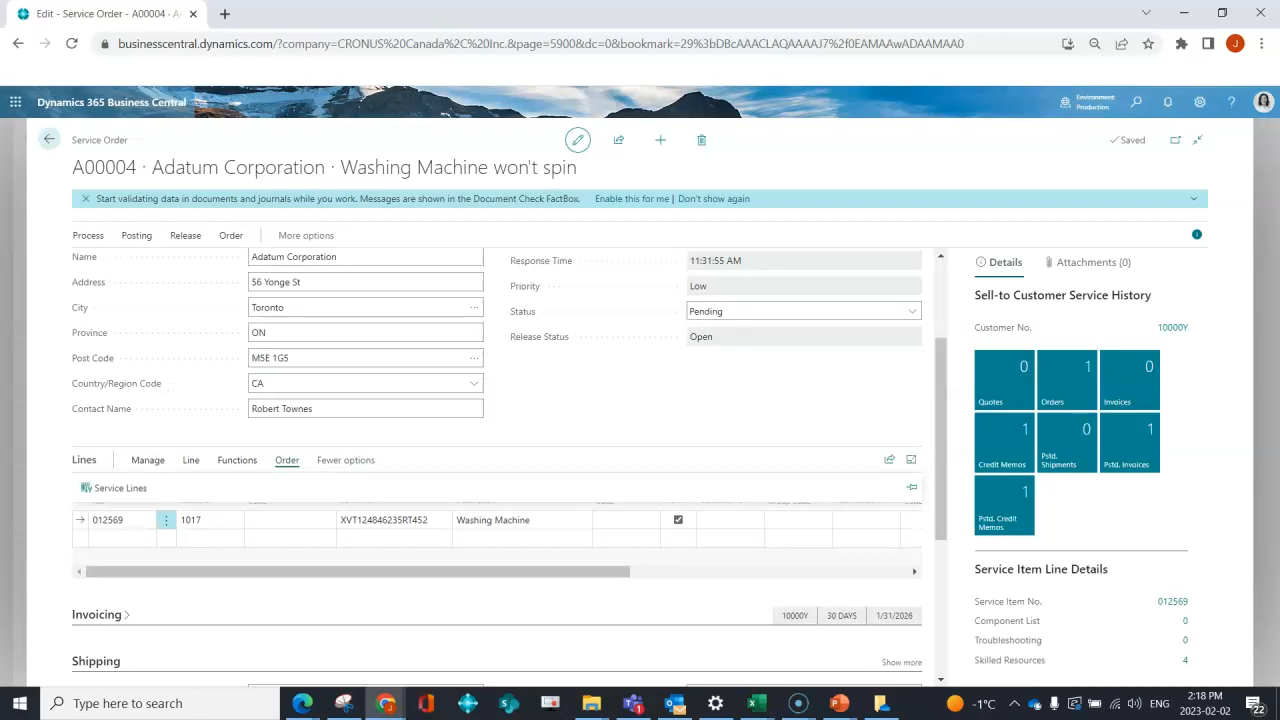 Edit - Service Order - A00004 · A
businesscentral.dynamics.com/?company=CRONUS%20Canada%2C%20Inc.&page=5900&dc=0&bookmark=29%3bDBcAAACLAQAAAAJ7%2f0EAMAAwADAAMAA0
Dynamics 365 Business Central
Environment:
Production
J
Service Order
Saved
A00004 · Adatum Corporation · Washing Machine won't spin
Start validating data in documents and journals while you work. Messages are shown in the Document Check FactBox. Enable this for me | Don't show again
Process Posting Release Order More options
Name Adatum Corporation
Address 56 Yonge St
City Toronto
Province ON
Post Code M5E 1G5
Country/Region Code CA
Contact Name Robert Townes
Response Time 11:31:55 AM
Priority Low
Status Pending
Release Status Open
Lines Manage Line Functions Order Fewer options
Service Lines
012569 1017 XVT124846235RT452 Washing Machine
Invoicing 10000Y 30 DAYS 1/31/2026
Shipping Show more
Details Attachments (0)
Sell-to Customer Service History
Customer No. 10000Y
0 Quotes
1 Orders
0 Invoices
1 Credit Memos
0 Pstd. Shipments
1 Pstd. Invoices
1 Pstd. Credit Memos
Service Item Line Details
Service Item No. 012569
Component List 0
Troubleshooting 0
Skilled Resources 4
Type here to search
-1°C
ENG
2:18 PM
2023-02-02
22